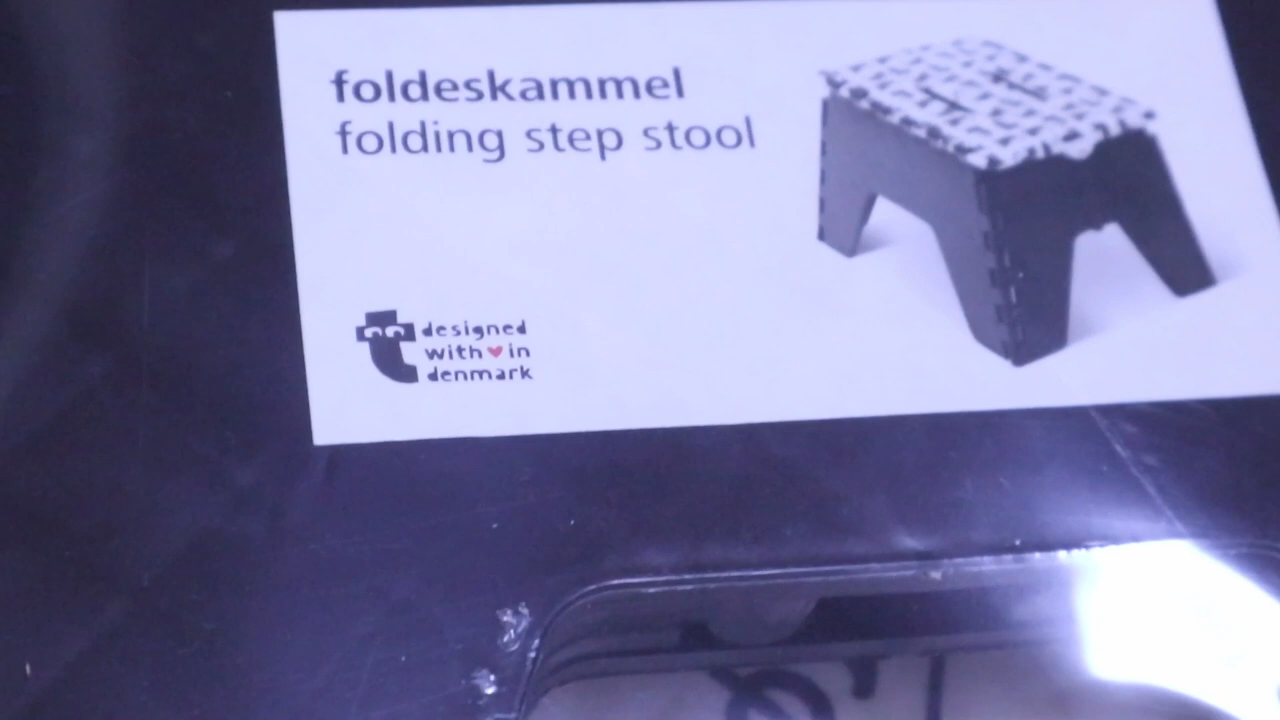 foldeskammel
folding step stool
designed
with♥in
denmark